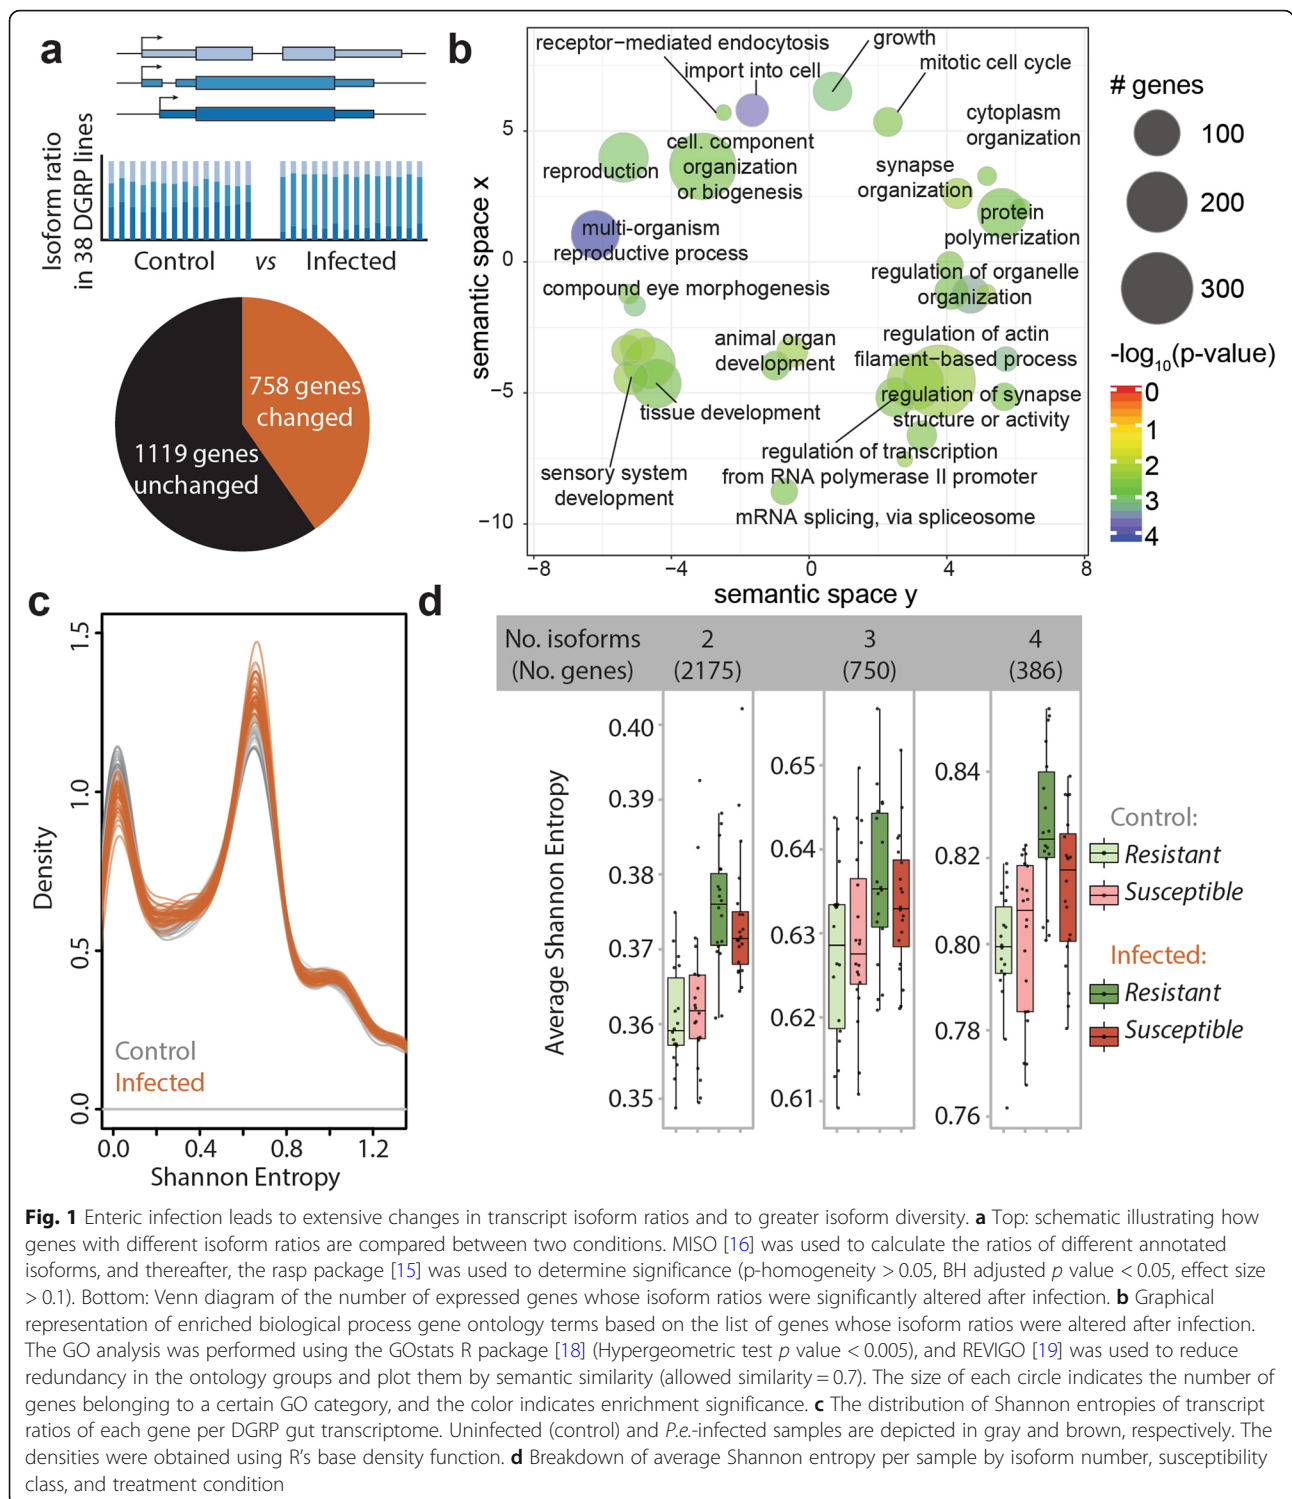 a
Isoform ratio
in 38 DGRP lines
Control vs Infected
758 genes
changed
1119 genes
unchanged
b
receptor−mediated endocytosis
growth
import into cell
mitotic cell cycle
cytoplasm
organization
cell. component
organization
or biogenesis
reproduction
synapse
organization
protein
polymerization
multi-organism
reproductive process
regulation of organelle
organization
compound eye morphogenesis
animal organ
development
regulation of actin
filament−based process
tissue development
regulation of synapse
structure or activity
sensory system
development
regulation of transcription
from RNA polymerase II promoter
mRNA splicing, via spliceosome
semantic space x
5
0
−5
−10
−8 −4 0 4 8
semantic space y
# genes
100
200
300
-log10(p-value)
0
1
2
3
4
c
Density
1.5
1.0
0.5
0.0
Control
Infected
0.0 0.4 0.8 1.2
Shannon Entropy
d
No. isoforms 2 3 4
(No. genes) (2175) (750) (386)
Average Shannon Entropy
0.40
0.39
0.38
0.37
0.36
0.35
0.65
0.64
0.63
0.62
0.61
0.84
0.82
0.80
0.78
0.76
Control:
Resistant
Susceptible
Infected:
Resistant
Susceptible
Fig. 1 Enteric infection leads to extensive changes in transcript isoform ratios and to greater isoform diversity. a Top: schematic illustrating how
genes with different isoform ratios are compared between two conditions. MISO [16] was used to calculate the ratios of different annotated
isoforms, and thereafter, the rasp package [15] was used to determine significance (p-homogeneity > 0.05, BH adjusted p value < 0.05, effect size
> 0.1). Bottom: Venn diagram of the number of expressed genes whose isoform ratios were significantly altered after infection. b Graphical
representation of enriched biological process gene ontology terms based on the list of genes whose isoform ratios were altered after infection.
The GO analysis was performed using the GOstats R package [18] (Hypergeometric test p value < 0.005), and REVIGO [19] was used to reduce
redundancy in the ontology groups and plot them by semantic similarity (allowed similarity = 0.7). The size of each circle indicates the number of
genes belonging to a certain GO category, and the color indicates enrichment significance. c The distribution of Shannon entropies of transcript
ratios of each gene per DGRP gut transcriptome. Uninfected (control) and P.e.-infected samples are depicted in gray and brown, respectively. The
densities were obtained using R's base density function. d Breakdown of average Shannon entropy per sample by isoform number, susceptibility
class, and treatment condition